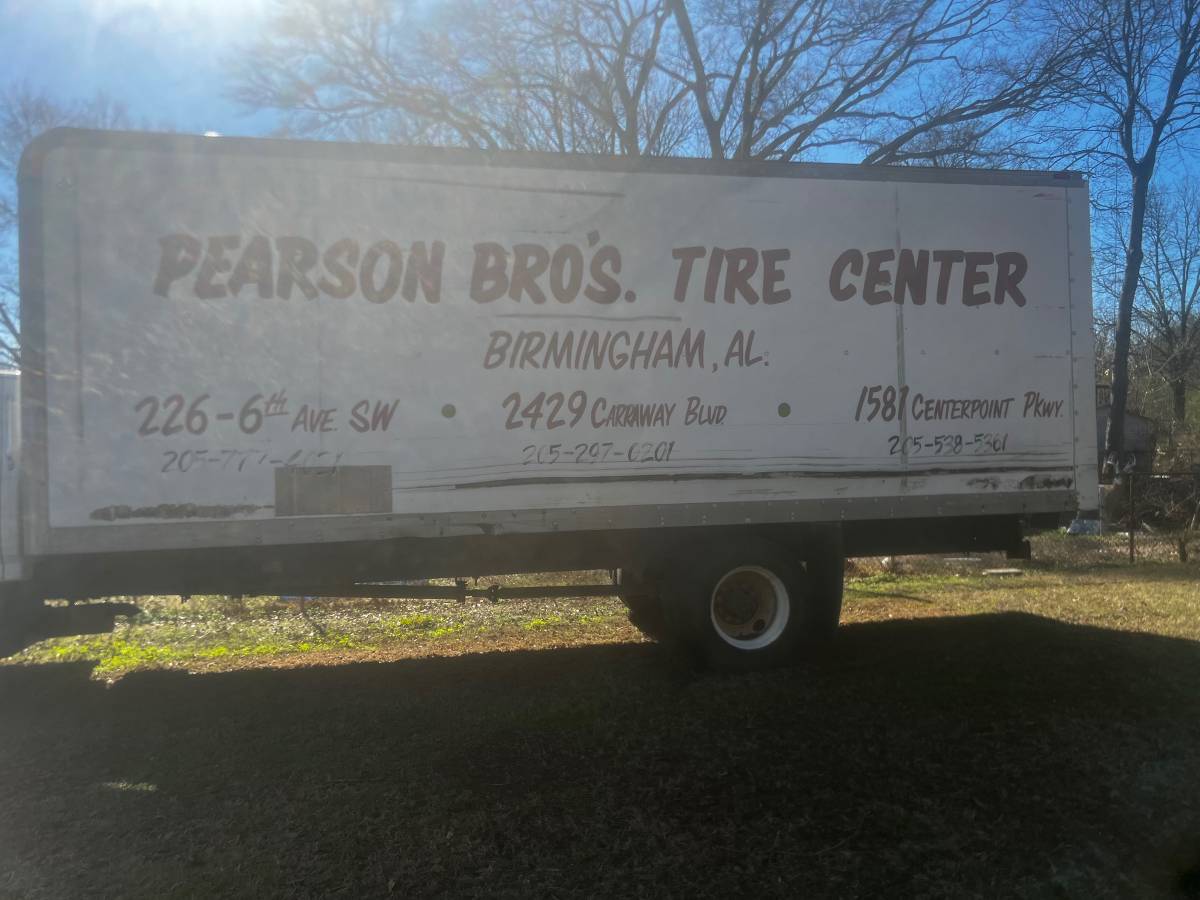 PEARSON BRO'S. TIRE CENTER
BIRMINGHAM, AL.
226-6th AVE. SW • 2429 CARRAWAY BLVD. • 1581 CENTERPOINT PKWY.
205-297-0201 205-538-5361